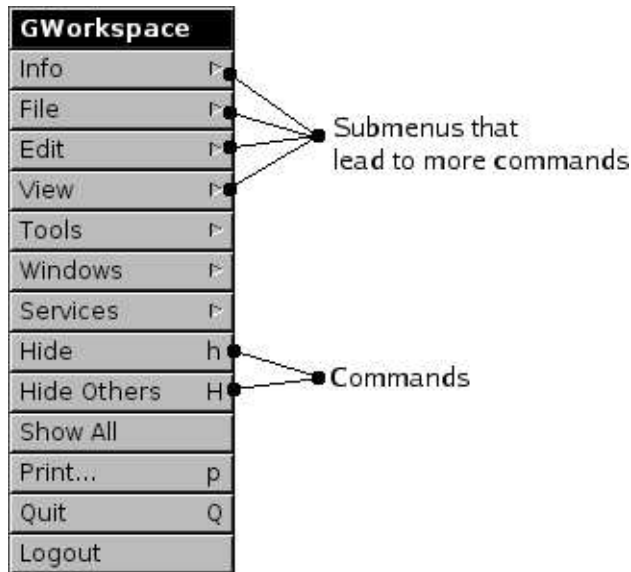 GWorkspace
Info
File
Edit
View
Tools
Windows
Services
Hide h
Hide Others H
Show All
Print... p
Quit Q
Logout
Submenus that
lead to more commands
Commands